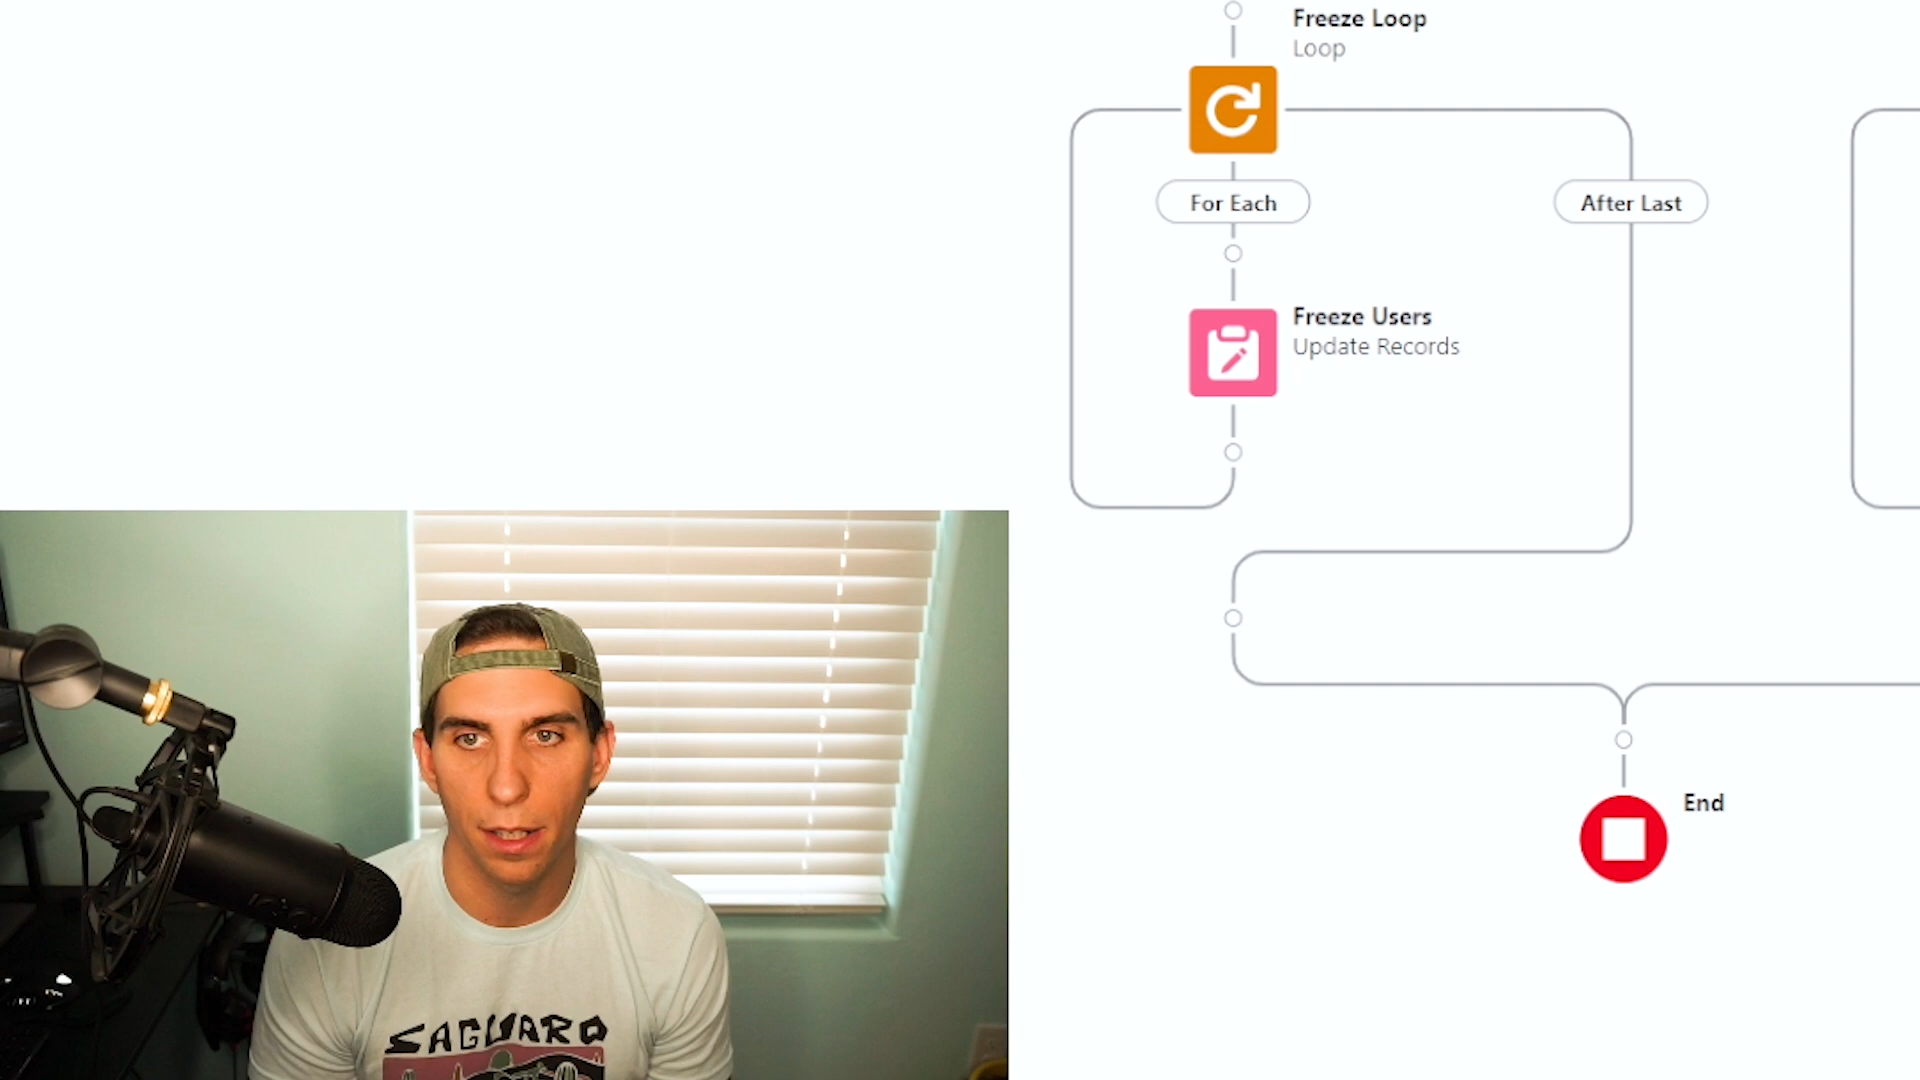 Freeze Loop
Loop
For Each
After Last
Freeze Users
Update Records
End
SAGUARO